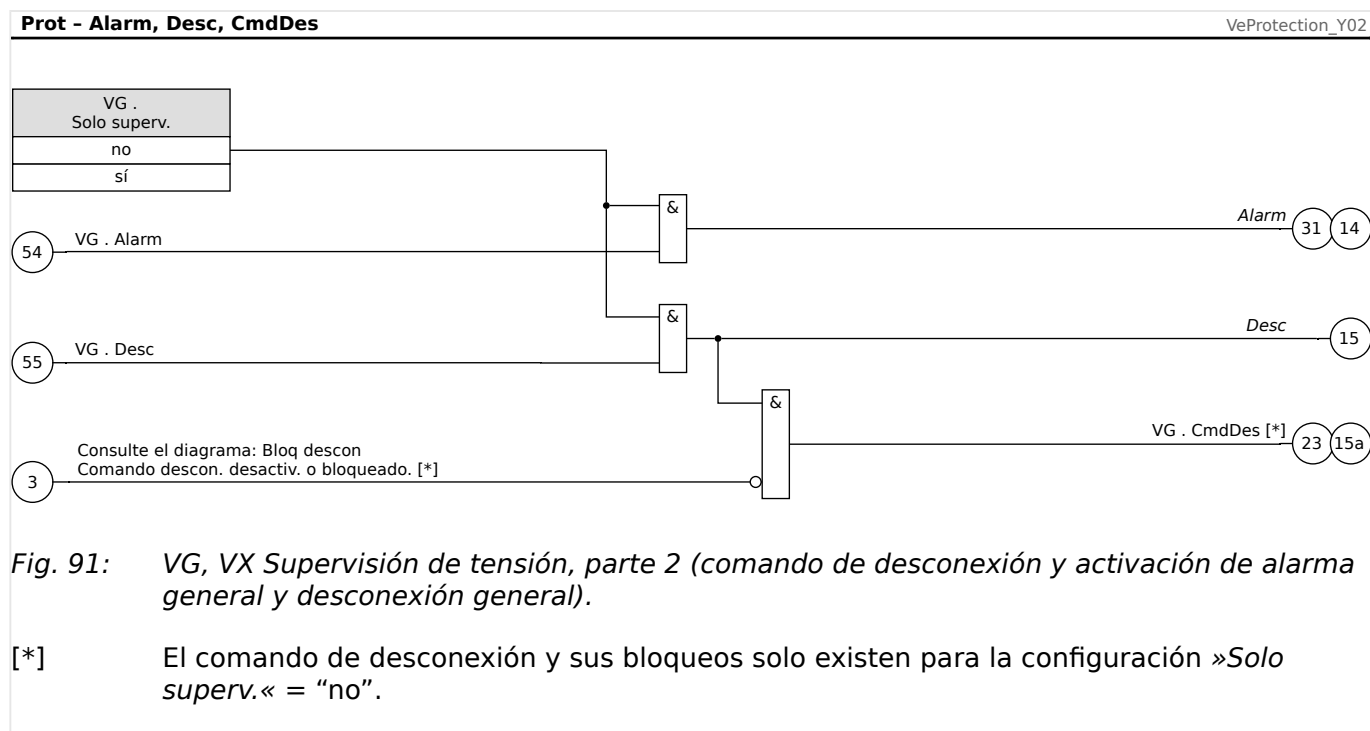 Prot – Alarm, Desc, CmdDes
VeProtection_Y02
VG .
Solo superv.
no
sí
&
Alarm
31
14
54
VG . Alarm
&
Desc
15
55
VG . Desc
&
VG . CmdDes [*]
23
15a
Consulte el diagrama: Bloq descon
Comando descon. desactiv. o bloqueado. [*]
3
Fig. 91: VG, VX Supervisión de tensión, parte 2 (comando de desconexión y activación de alarma
general y desconexión general).
[*] El comando de desconexión y sus bloqueos solo existen para la configuración »Solo
superv.« = “no”.